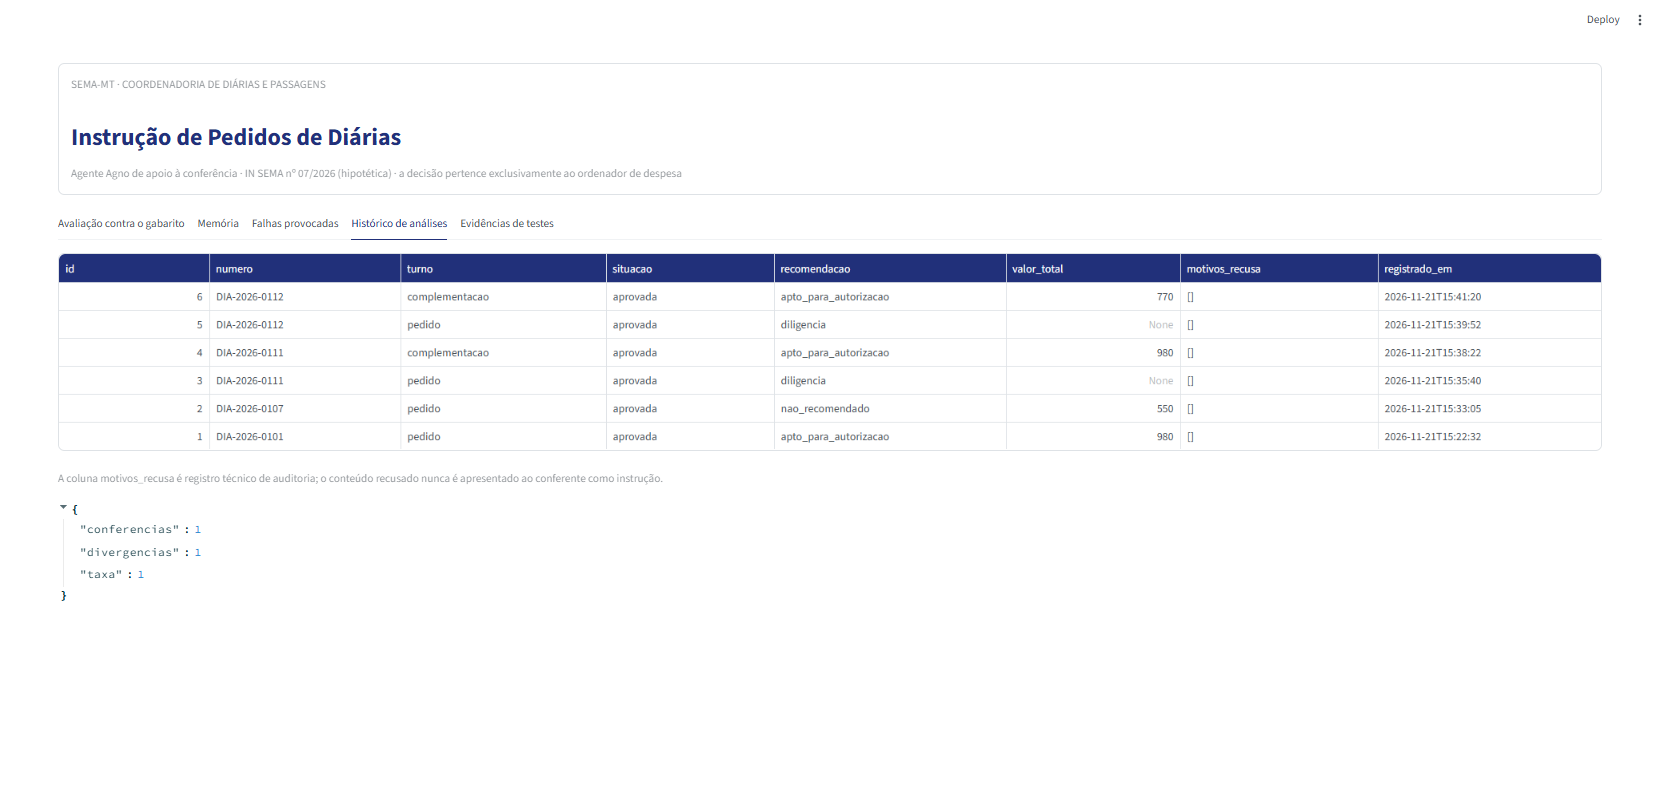 Deploy
SEMA-MT · COORDENADORIA DE DIÁRIAS E PASSAGENS
Instrução de Pedidos de Diárias
Agente Agno de apoio à conferência · IN SEMA nº 07/2026 (hipotética) · a decisão pertence exclusivamente ao ordenador de despesa
Avaliação contra o gabarito Memória Falhas provocadas Histórico de análises Evidências de testes
id numero turno situacao recomendacao valor_total motivos_recusa registrado_em
6 DIA-2026-0112 complementacao aprovada apto_para_autorizacao 770 [] 2026-11-21T15:41:20
5 DIA-2026-0112 pedido aprovada diligencia None [] 2026-11-21T15:39:52
4 DIA-2026-0111 complementacao aprovada apto_para_autorizacao 980 [] 2026-11-21T15:38:22
3 DIA-2026-0111 pedido aprovada diligencia None [] 2026-11-21T15:35:40
2 DIA-2026-0107 pedido aprovada nao_recomendado 550 [] 2026-11-21T15:33:05
1 DIA-2026-0101 pedido aprovada apto_para_autorizacao 980 [] 2026-11-21T15:22:32
A coluna motivos_recusa é registro técnico de auditoria; o conteúdo recusado nunca é apresentado ao conferente como instrução.
{
"conferencias" : 1
"divergencias" : 1
"taxa" : 1
}